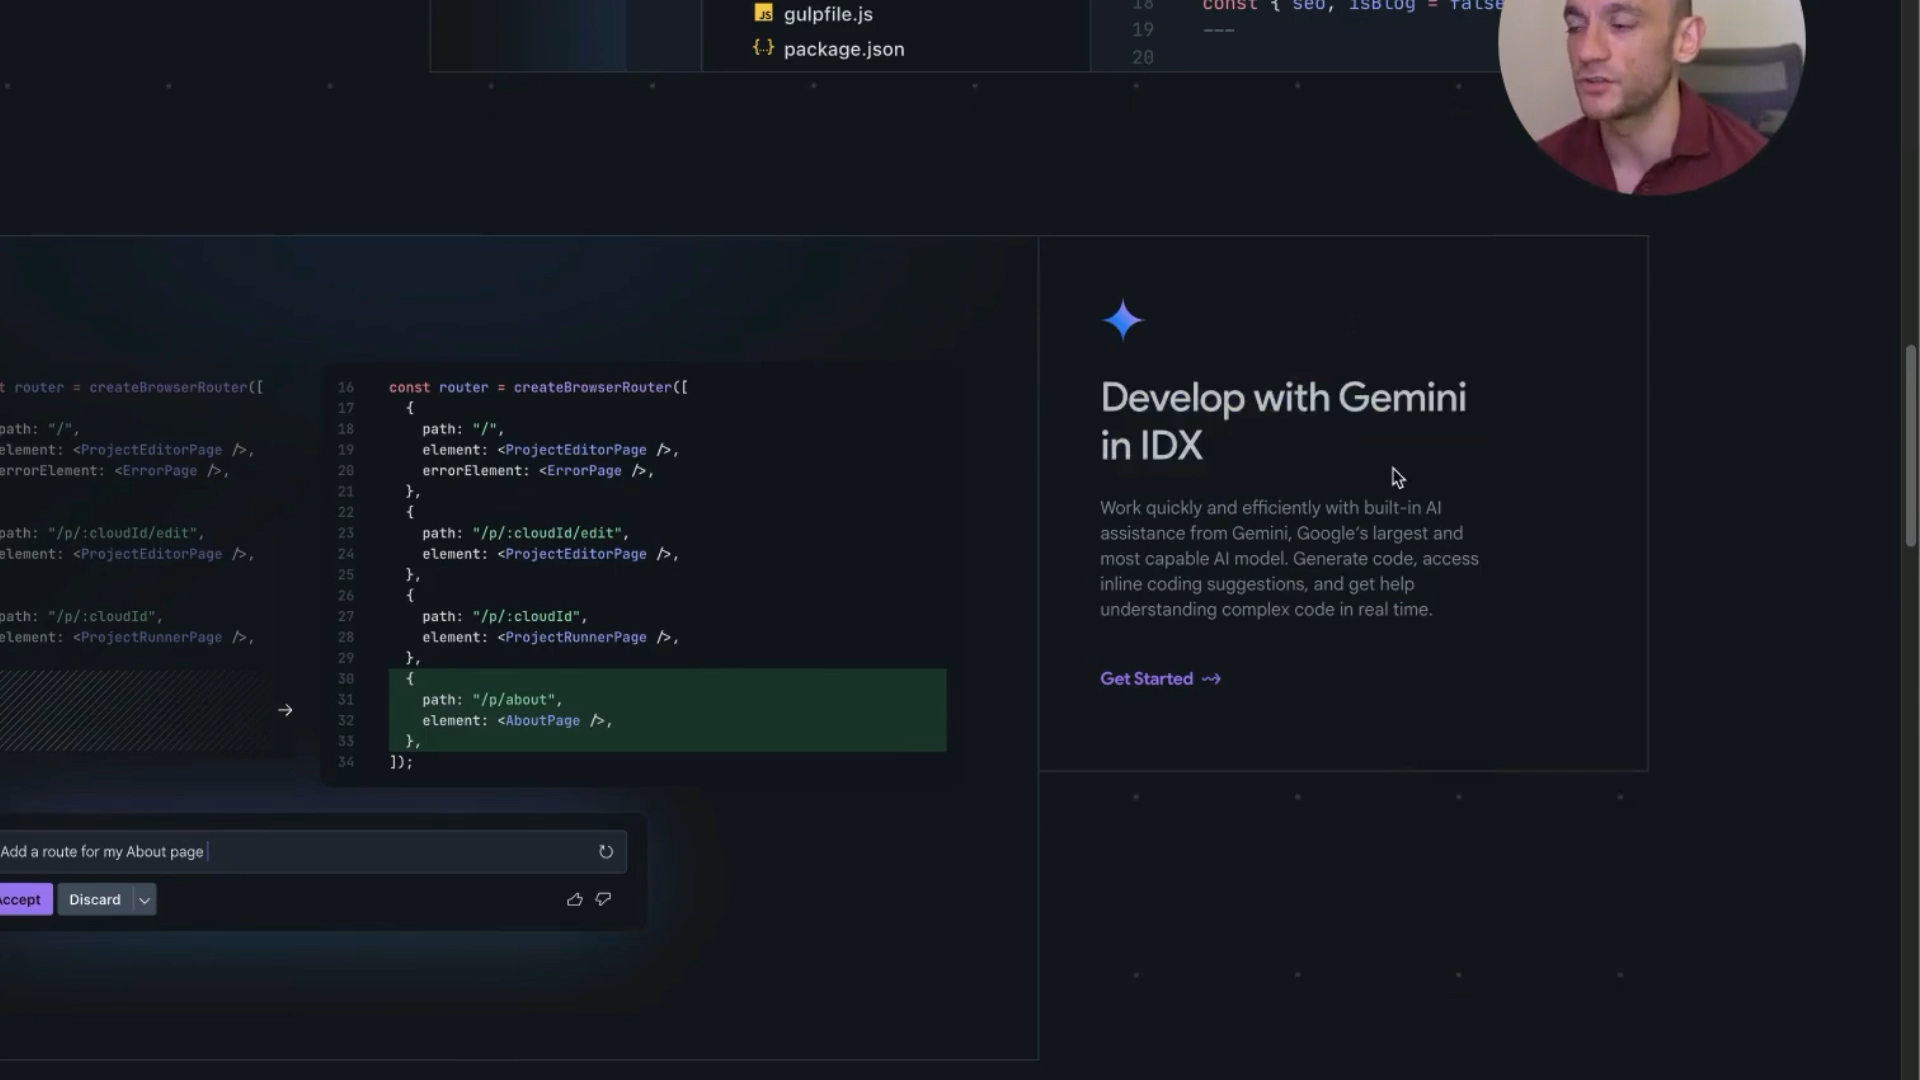 gulpfile.js
package.json
18 const { seo, isBlog = false
19 ---
20
t router = createBrowserRouter([
path: "/",
element: <ProjectEditorPage />,
errorElement: <ErrorPage />,
path: "/p/:cloudId/edit",
element: <ProjectEditorPage />,
path: "/p/:cloudId",
element: <ProjectRunnerPage />,
16 const router = createBrowserRouter([
17 {
18 path: "/",
19 element: <ProjectEditorPage />,
20 errorElement: <ErrorPage />,
21 },
22 {
23 path: "/p/:cloudId/edit",
24 element: <ProjectEditorPage />,
25 },
26 {
27 path: "/p/:cloudId",
28 element: <ProjectRunnerPage />,
29 },
30 {
31 path: "/p/about",
32 element: <AboutPage />,
33 },
34 ]);
Add a route for my About page
Accept Discard
Develop with Gemini
in IDX
Work quickly and efficiently with built-in AI
assistance from Gemini, Google's largest and
most capable AI model. Generate code, access
inline coding suggestions, and get help
understanding complex code in real time.
Get Started